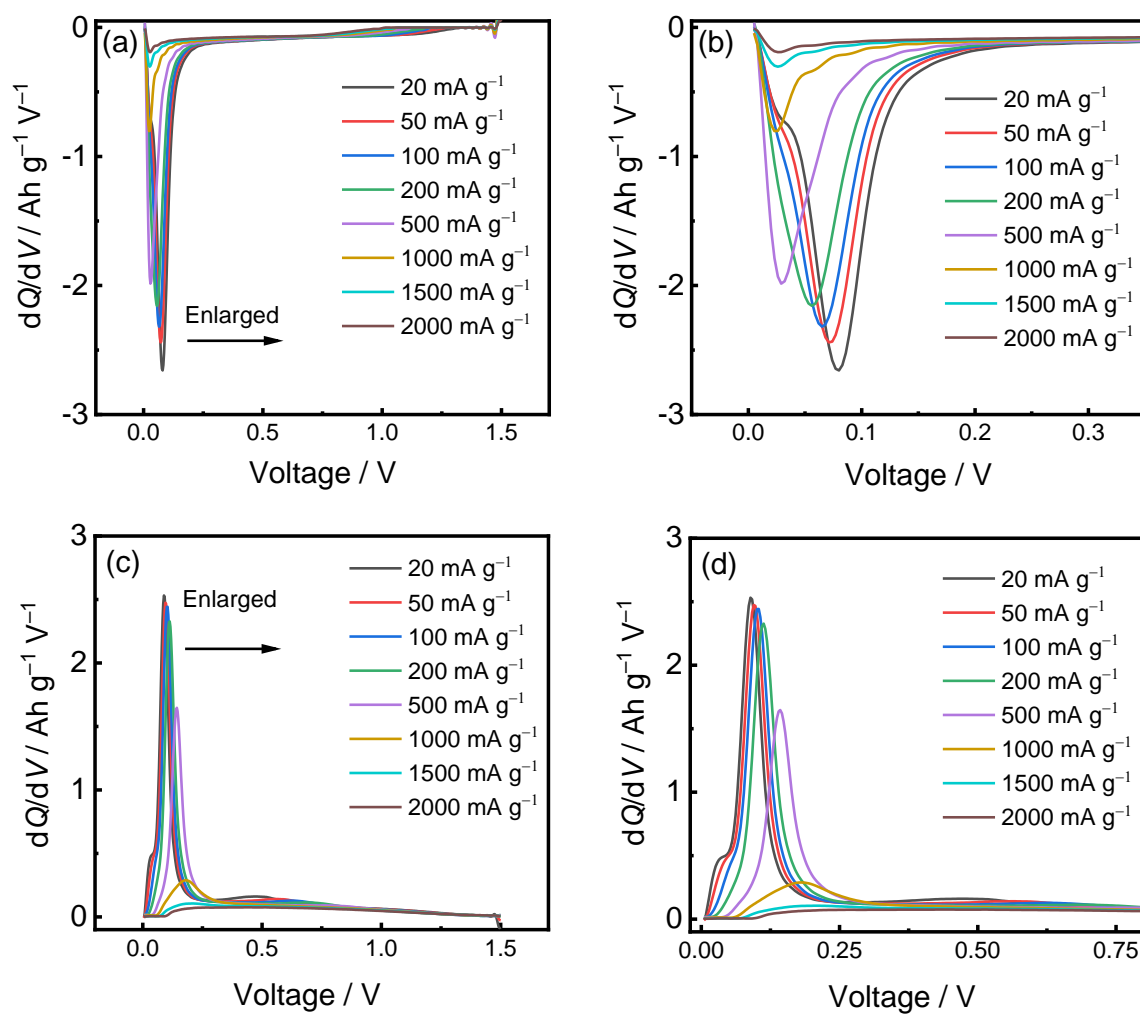 (a)
0
-1
-2
-3
dQ/dV / Ah g⁻¹ V⁻¹
20 mA g⁻¹
50 mA g⁻¹
100 mA g⁻¹
200 mA g⁻¹
500 mA g⁻¹
1000 mA g⁻¹
1500 mA g⁻¹
2000 mA g⁻¹
Enlarged
0.0 0.5 1.0 1.5
Voltage / V
(b)
0
-1
-2
-3
dQ/dV / Ah g⁻¹ V⁻¹
20 mA g⁻¹
50 mA g⁻¹
100 mA g⁻¹
200 mA g⁻¹
500 mA g⁻¹
1000 mA g⁻¹
1500 mA g⁻¹
2000 mA g⁻¹
0.0 0.1 0.2 0.3
Voltage / V
(c)
3
2
1
0
dQ/dV / Ah g⁻¹ V⁻¹
Enlarged
20 mA g⁻¹
50 mA g⁻¹
100 mA g⁻¹
200 mA g⁻¹
500 mA g⁻¹
1000 mA g⁻¹
1500 mA g⁻¹
2000 mA g⁻¹
0.0 0.5 1.0 1.5
Voltage / V
(d)
3
2
1
0
dQ/dV / Ah g⁻¹ V⁻¹
20 mA g⁻¹
50 mA g⁻¹
100 mA g⁻¹
200 mA g⁻¹
500 mA g⁻¹
1000 mA g⁻¹
1500 mA g⁻¹
2000 mA g⁻¹
0.00 0.25 0.50 0.75
Voltage / V